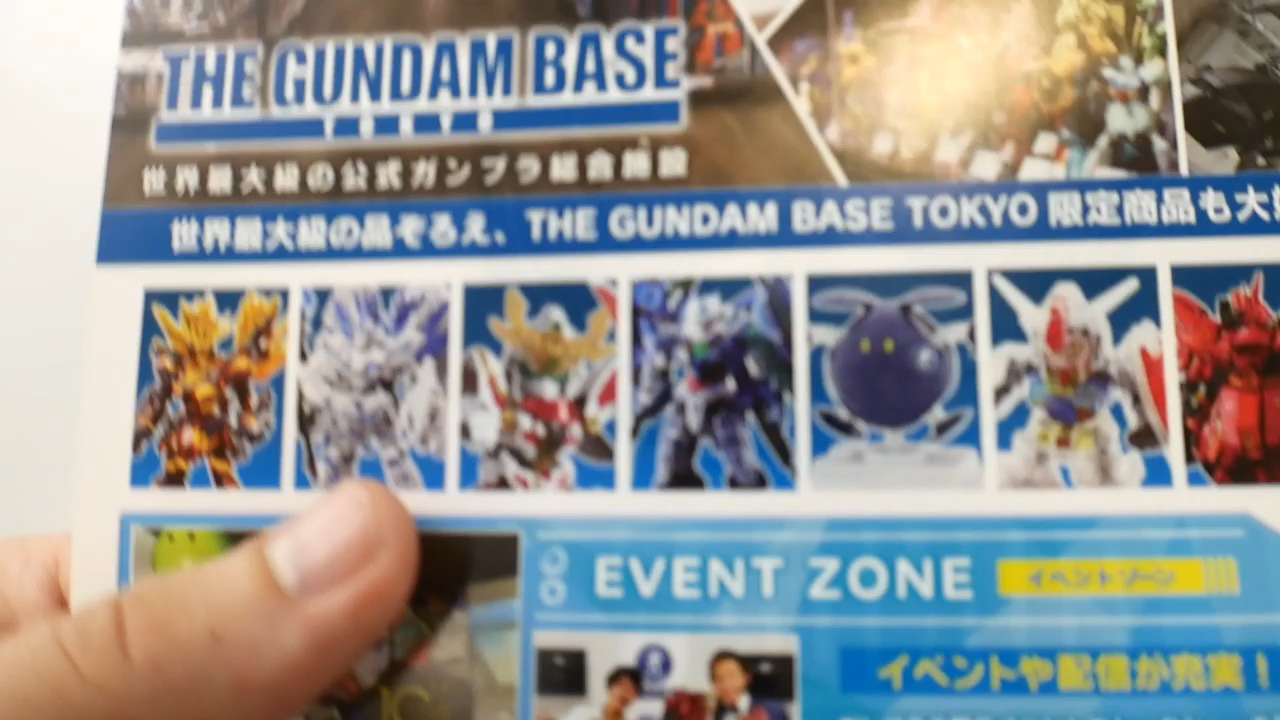 THE GUNDAM BASE
TOKYO
世界最大級の公式ガンプラ総合施設
世界最大級の品ぞろえ、THE GUNDAM BASE TOKYO 限定商品も大
EVENT ZONE
イベントゾーン
イベントや配信が充実！